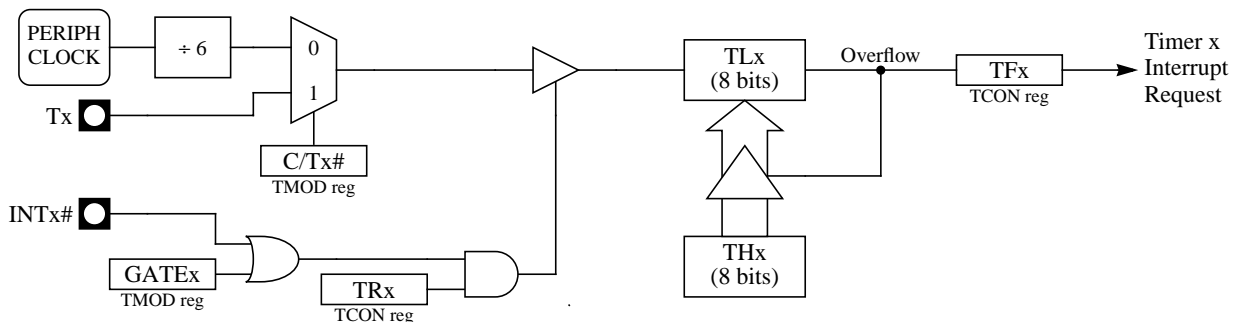 PERIPH
CLOCK
÷ 6
0
1
Tx
C/Tx#
TMOD reg
TLx
(8 bits)
Overflow
TFx
TCON reg
Timer x
Interrupt
Request
INTx#
GATEx
TMOD reg
TRx
TCON reg
THx
(8 bits)